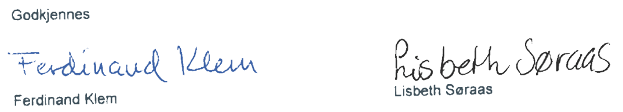 Godkjennes
Ferdinand Klem Lisbeth Søraas
Ferdinand Klem Lisbeth Søraas